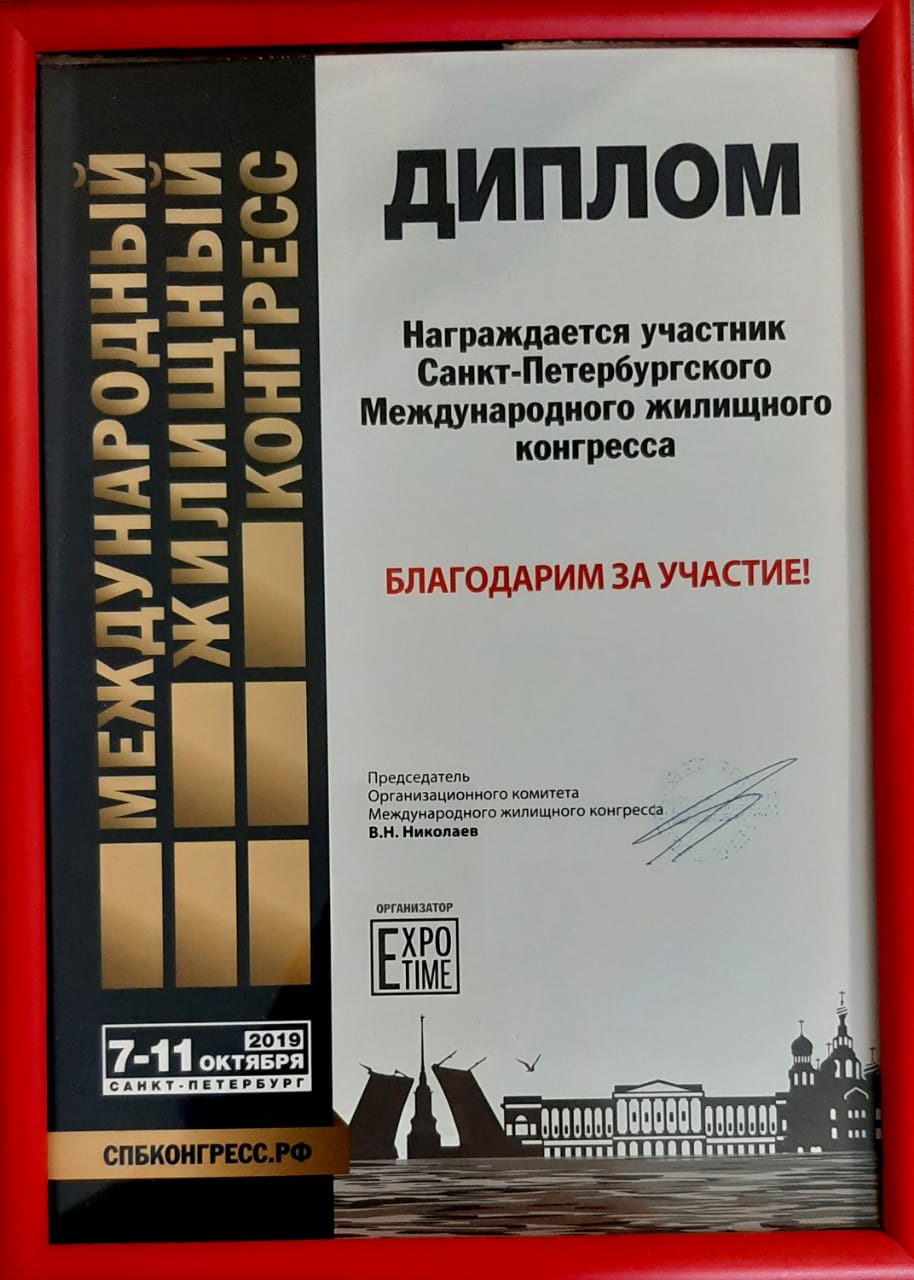 МЕЖДУНАРОДНЫЙ
ЖИЛИЩНЫЙ
КОНГРЕСС
7-11 ОКТЯБРЯ 2019
САНКТ-ПЕТЕРБУРГ
СПБКОНГРЕСС.РФ
ДИПЛОМ
Награждается участник
Санкт-Петербургского
Международного жилищного
конгресса
БЛАГОДАРИМ ЗА УЧАСТИЕ!
Председатель
Организационного комитета
Международного жилищного конгресса
В.Н. Николаев
ОРГАНИЗАТОР
EXPO
TIME